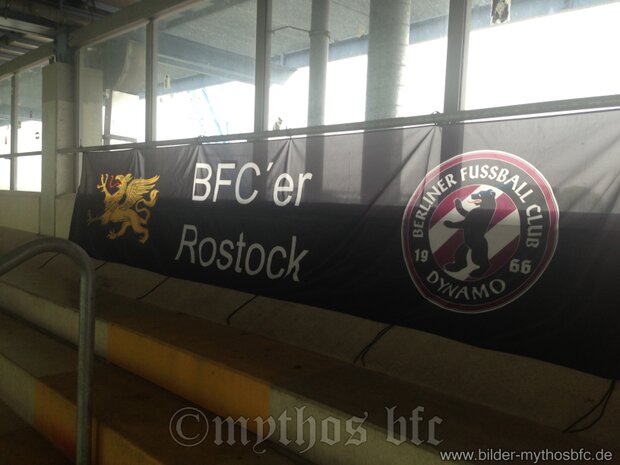 BFC´er
Rostock
BERLINER FUSSBALL CLUB
19 66
DYNAMO
©mythos bfc
www.bilder-mythosbfc.de